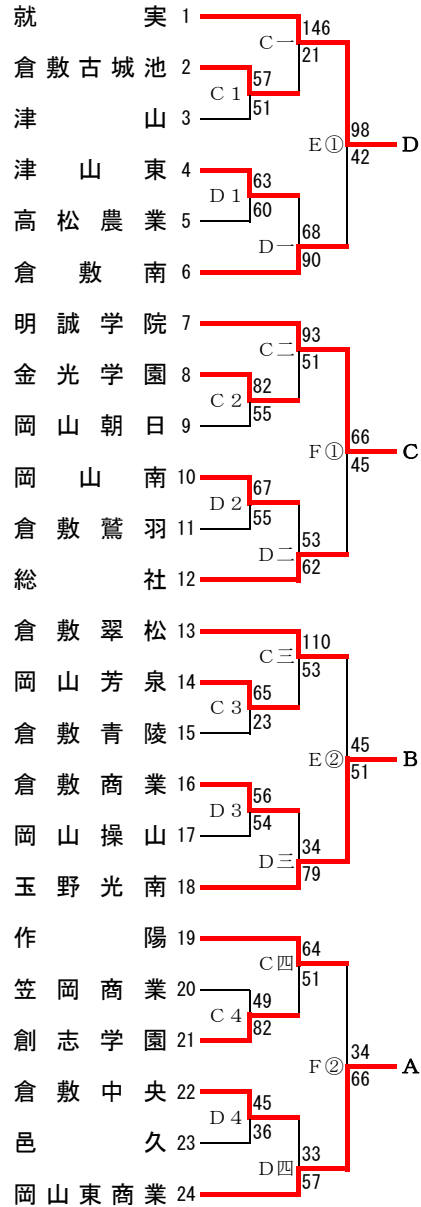 就実 1
146
C一
21
倉敷古城池 2
57
C1
51
津山 3
98
E①
D
42
津山東 4
63
D1
60
高松農業 5
68
D一
90
倉敷南 6
明誠学院 7
93
C二
51
金光学園 8
82
C2
55
岡山朝日 9
66
F①
C
45
岡山南 10
67
D2
55
倉敷鷲羽 11
53
D二
62
総社 12
倉敷翠松 13
110
C三
53
岡山芳泉 14
65
C3
23
倉敷青陵 15
45
E②
B
51
倉敷商業 16
56
D3
54
岡山操山 17
34
D三
79
玉野光南 18
作陽 19
64
C四
51
笠岡商業 20
49
C4
82
創志学園 21
34
F②
A
66
倉敷中央 22
45
D4
36
邑久 23
33
D四
57
岡山東商業 24